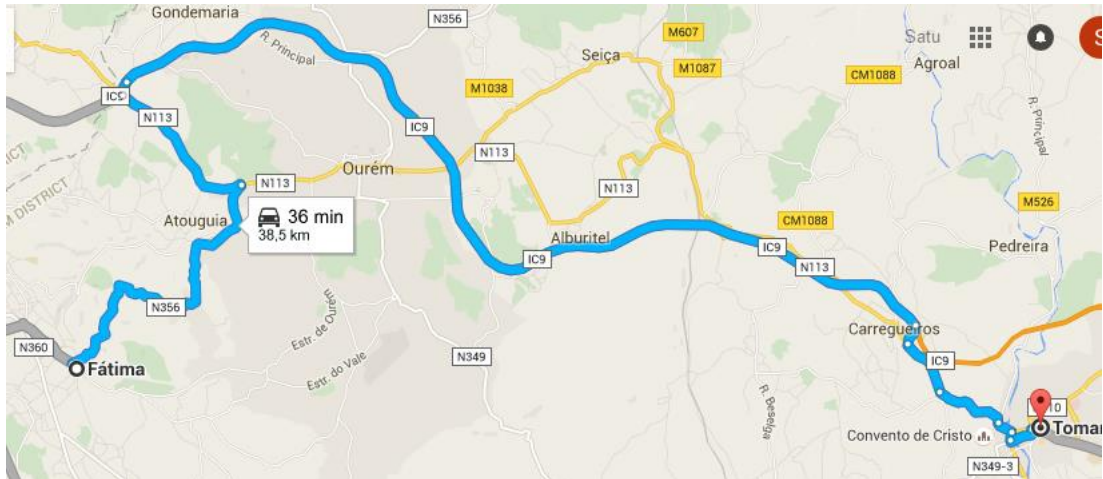 Gondemaria
N356
R. Principal
M607
Satu
S
Seiça
M1087
Agroal
CM1088
M1038
IC9
N113
IC9
R. Principal
N113
Ourém
N113
N113
M526
Atouguia
36 min
38,5 km
CM1088
Alburitel
IC9
IC9
N113
Pedreira
N356
Estr. de Ourém
Carregueiros
N360
Fátima
N349
IC9
Estr. do Vale
R. Beselga
Convento de Cristo
Tomar
N349-3